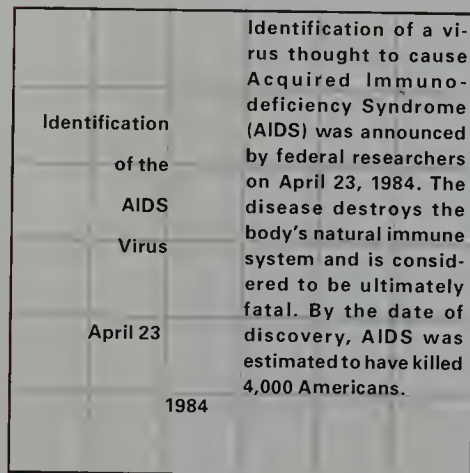 Identification
of the
AIDS
Virus
April 23
1984
Identification of a vi-
rus thought to cause
Acquired Immuno-
deficiency Syndrome
(AIDS) was announced
by federal researchers
on April 23, 1984. The
disease destroys the
body's natural immune
system and is consid-
ered to be ultimately
fatal. By the date of
discovery, AIDS was
estimated to have killed
4,000 Americans.